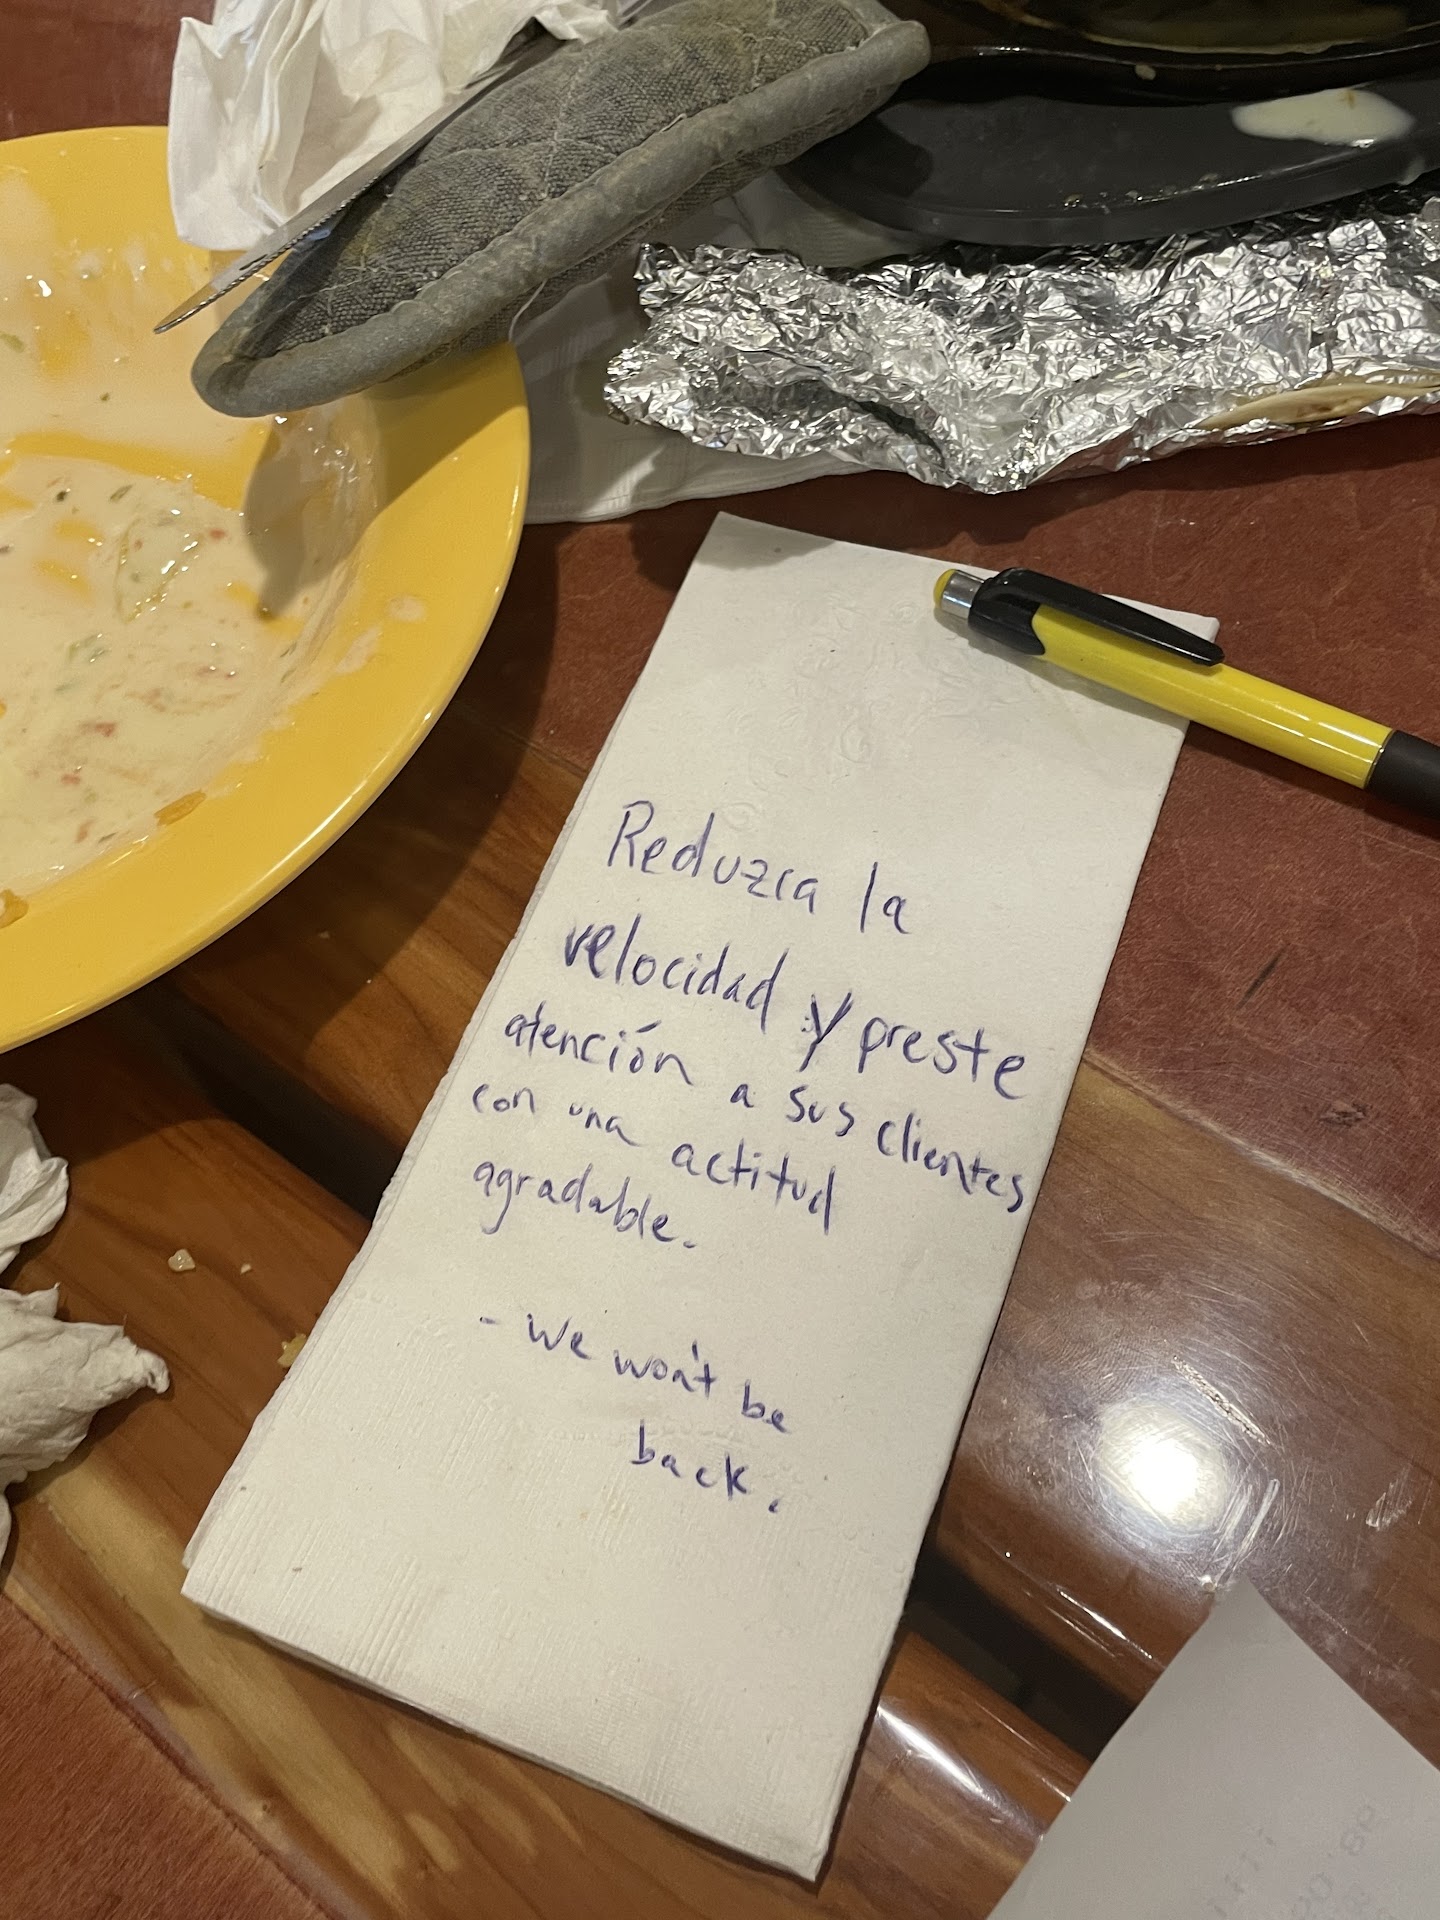 Reduzca la
velocidad y preste
atención a sus clientes
con una actitud
agradable.
- We won't be
back.